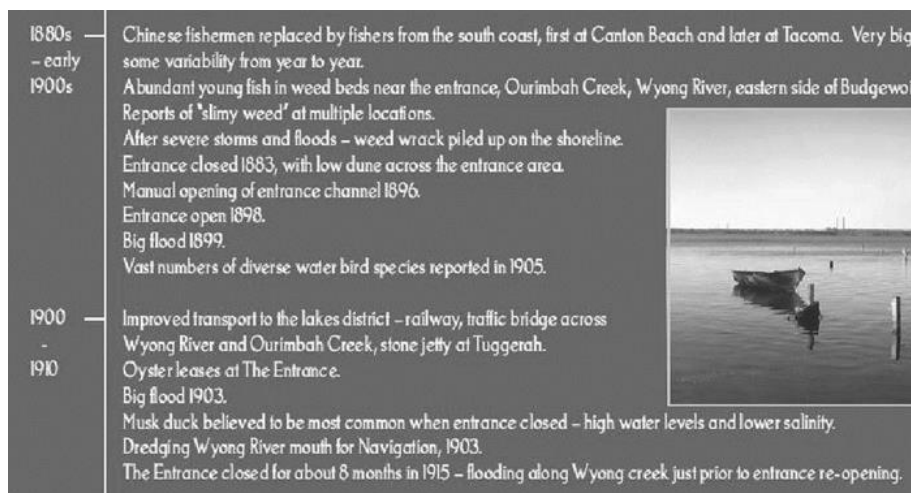 1880s
– early
1900s
Chinese fishermen replaced by fishers from the south coast, first at Canton Beach and later at Tacoma. Very big
some variability from year to year.
Abundant young fish in weed beds near the entrance, Ourimbah Creek, Wyong River, eastern side of Budgewoi
Reports of "slimy weed" at multiple locations.
After severe storms and floods – weed wrack piled up on the shoreline.
Entrance closed 1883, with low dune across the entrance area.
Manual opening of entrance channel 1896.
Entrance open 1898.
Big flood 1899.
Vast numbers of diverse water bird species reported in 1905.
1900
-
1910
Improved transport to the lakes district – railway, traffic bridge across
Wyong River and Ourimbah Creek, stone jetty at Tuggerah.
Oyster leases at The Entrance.
Big flood 1903.
Musk duck believed to be most common when entrance closed – high water levels and lower salinity.
Dredging Wyong River mouth for Navigation, 1903.
The Entrance closed for about 8 months in 1915 – flooding along Wyong creek just prior to entrance re-opening.